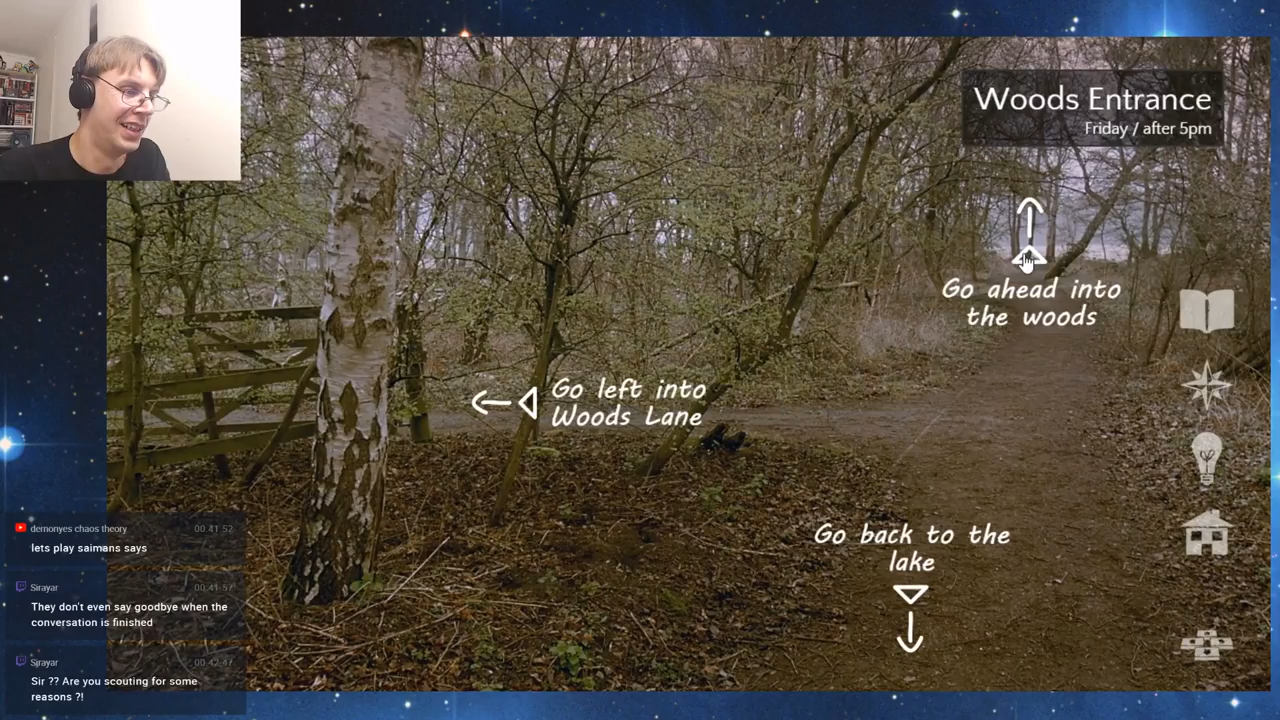 Woods Entrance
Friday / after 5pm
Go ahead into
the woods
Go left into
Woods Lane
Go back to the
lake
demonyes chaos theory 00:41:52
lets play saimans says
Sirayar 00:41:57
They don't even say goodbye when the
conversation is finished
Sirayar 00:42:47
Sir ?? Are you scouting for some
reasons ?!